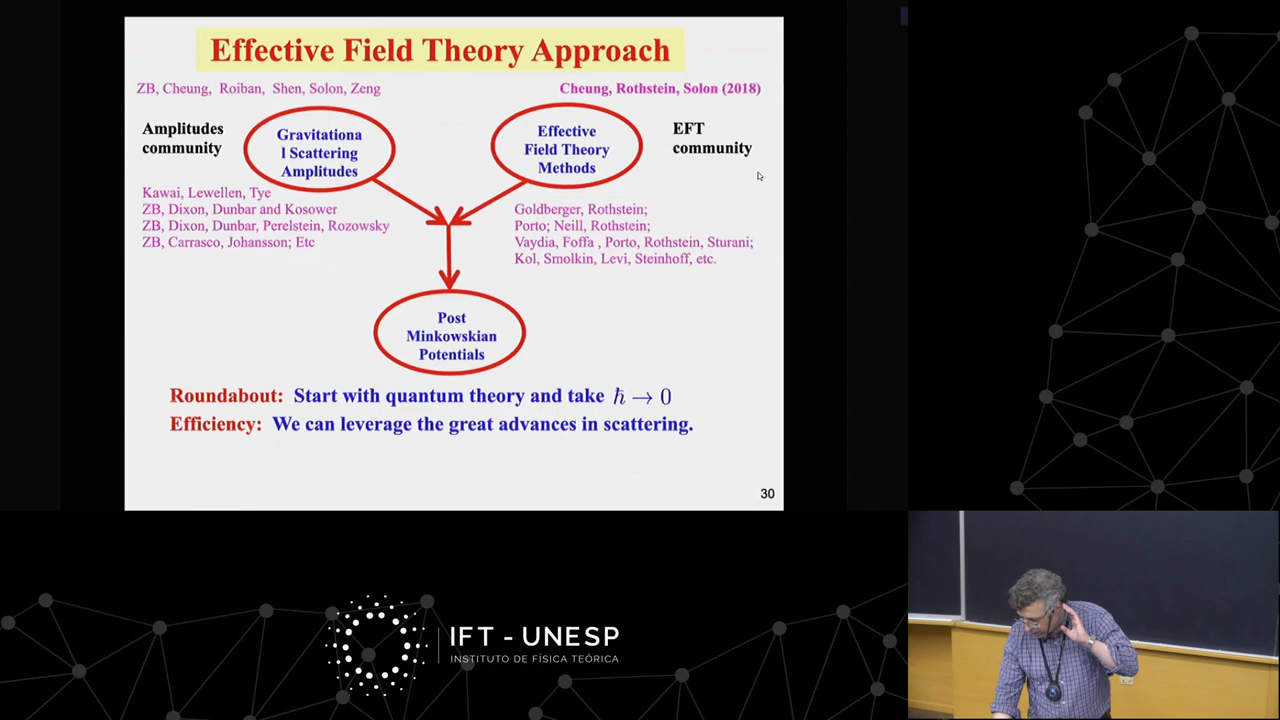 Effective Field Theory Approach
ZB, Cheung, Roiban, Shen, Solon, Zeng
Cheung, Rothstein, Solon (2018)
Amplitudes
community
Gravitationa
l Scattering
Amplitudes
Effective
Field Theory
Methods
EFT
community
Kawai, Lewellen, Tye
ZB, Dixon, Dunbar and Kosower
ZB, Dixon, Dunbar, Perelstein, Rozowsky
ZB, Carrasco, Johansson; Etc
Goldberger, Rothstein;
Porto; Neill, Rothstein;
Vaydia, Foffa , Porto, Rothstein, Sturani;
Kol, Smolkin, Levi, Steinhoff, etc.
Post
Minkowskian
Potentials
Roundabout: Start with quantum theory and take ℏ → 0
Efficiency: We can leverage the great advances in scattering.
30
IFT - UNESP
INSTITUTO DE FÍSICA TEÓRICA